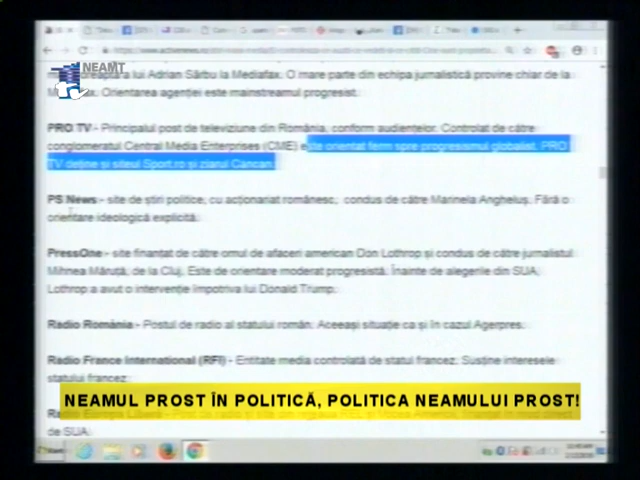 https://www.activenews.ro
NEAMT
lui Adrian Sârbu la Mediafax. O mare parte din echipa jurnalistică provine chiar de la
Orientarea agenției este mainstreamul progresist.
PRO TV - Principalul post de televiziune din România, conform audiențelor. Controlat de către
conglomeratul Central Media Enterprises (CME) este orientat ferm spre progresismul globalist. PRO
TV deține și siteul Sport.ro și ziarul Cancan.
PS News - site de știri politice, cu acționariat românesc, condus de către Marinela Angheluș. Fără o
orientare ideologică explicită.
PressOne - site finanțat de către omul de afaceri american Don Lothrop și condus de către jurnalistul
Mihnea Măruță, de la Cluj. Este de orientare moderat progresistă. Înainte de alegerile din SUA,
Lothrop a avut o intervenție împotriva lui Donald Trump.
Radio România - Postul de radio al statului român. Aceeași situație ca și în cazul Agerpres.
Radio France International (RFI) - Entitate media controlată de statul francez. Susține interesele
statului francez.
NEAMUL PROST ÎN POLITICĂ, POLITICA NEAMULUI PROST!
de SUA.